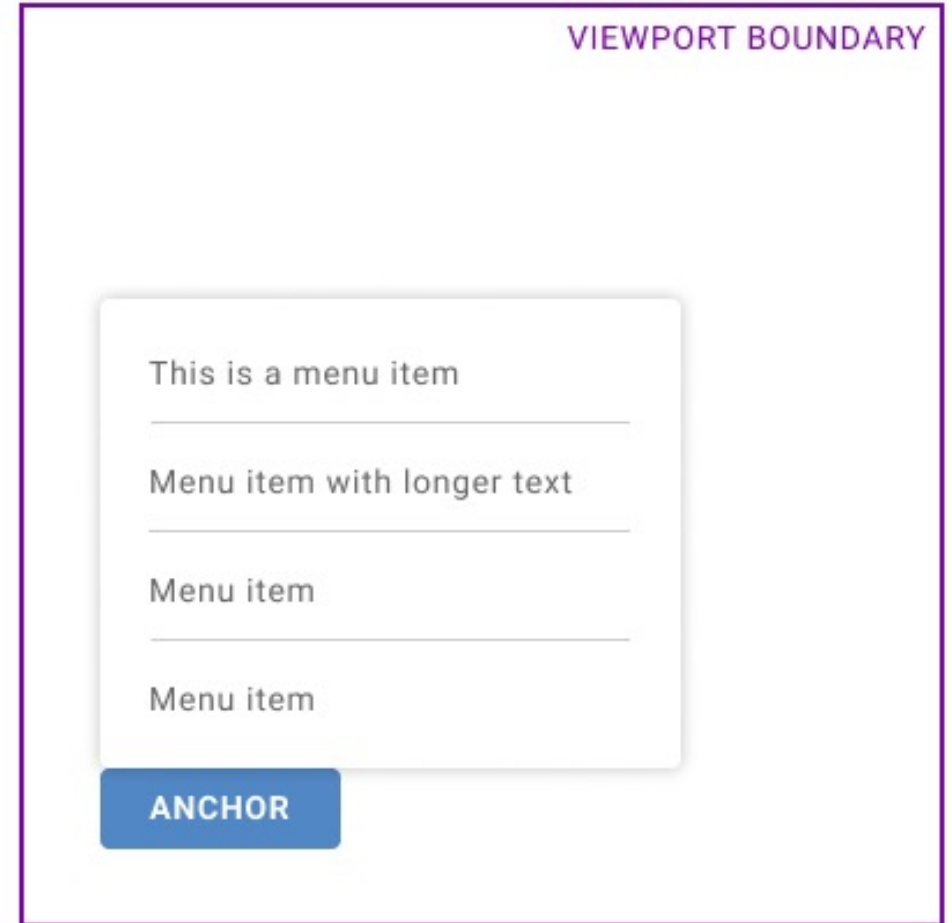 VIEWPORT BOUNDARY
This is a menu item
Menu item with longer text
Menu item
Menu item
ANCHOR